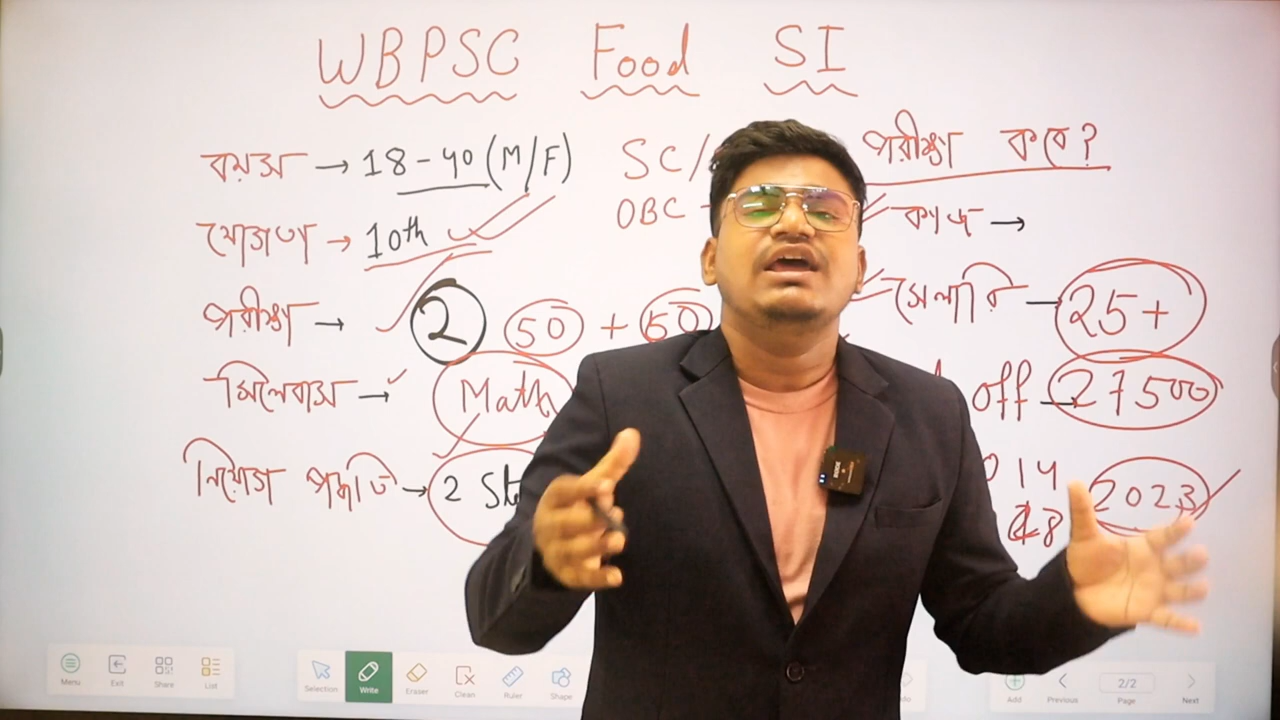 WBPSC Food SI
বয়স → 18 - 40 (M/F)
SC/
OBC -
যোগ্যতা → 10th
পরীক্ষা → 2 50 + 50
সিলেবাস → Math
নিয়োগ পদ্ধতি → 2 St
পরীক্ষা কবে?
কাজ →
সেলারি → 25+
off → 27500
014 2023
18
Menu Exit Share List
Selection Write Eraser Clean Ruler Shape
Add Previous 2/2 Page Next